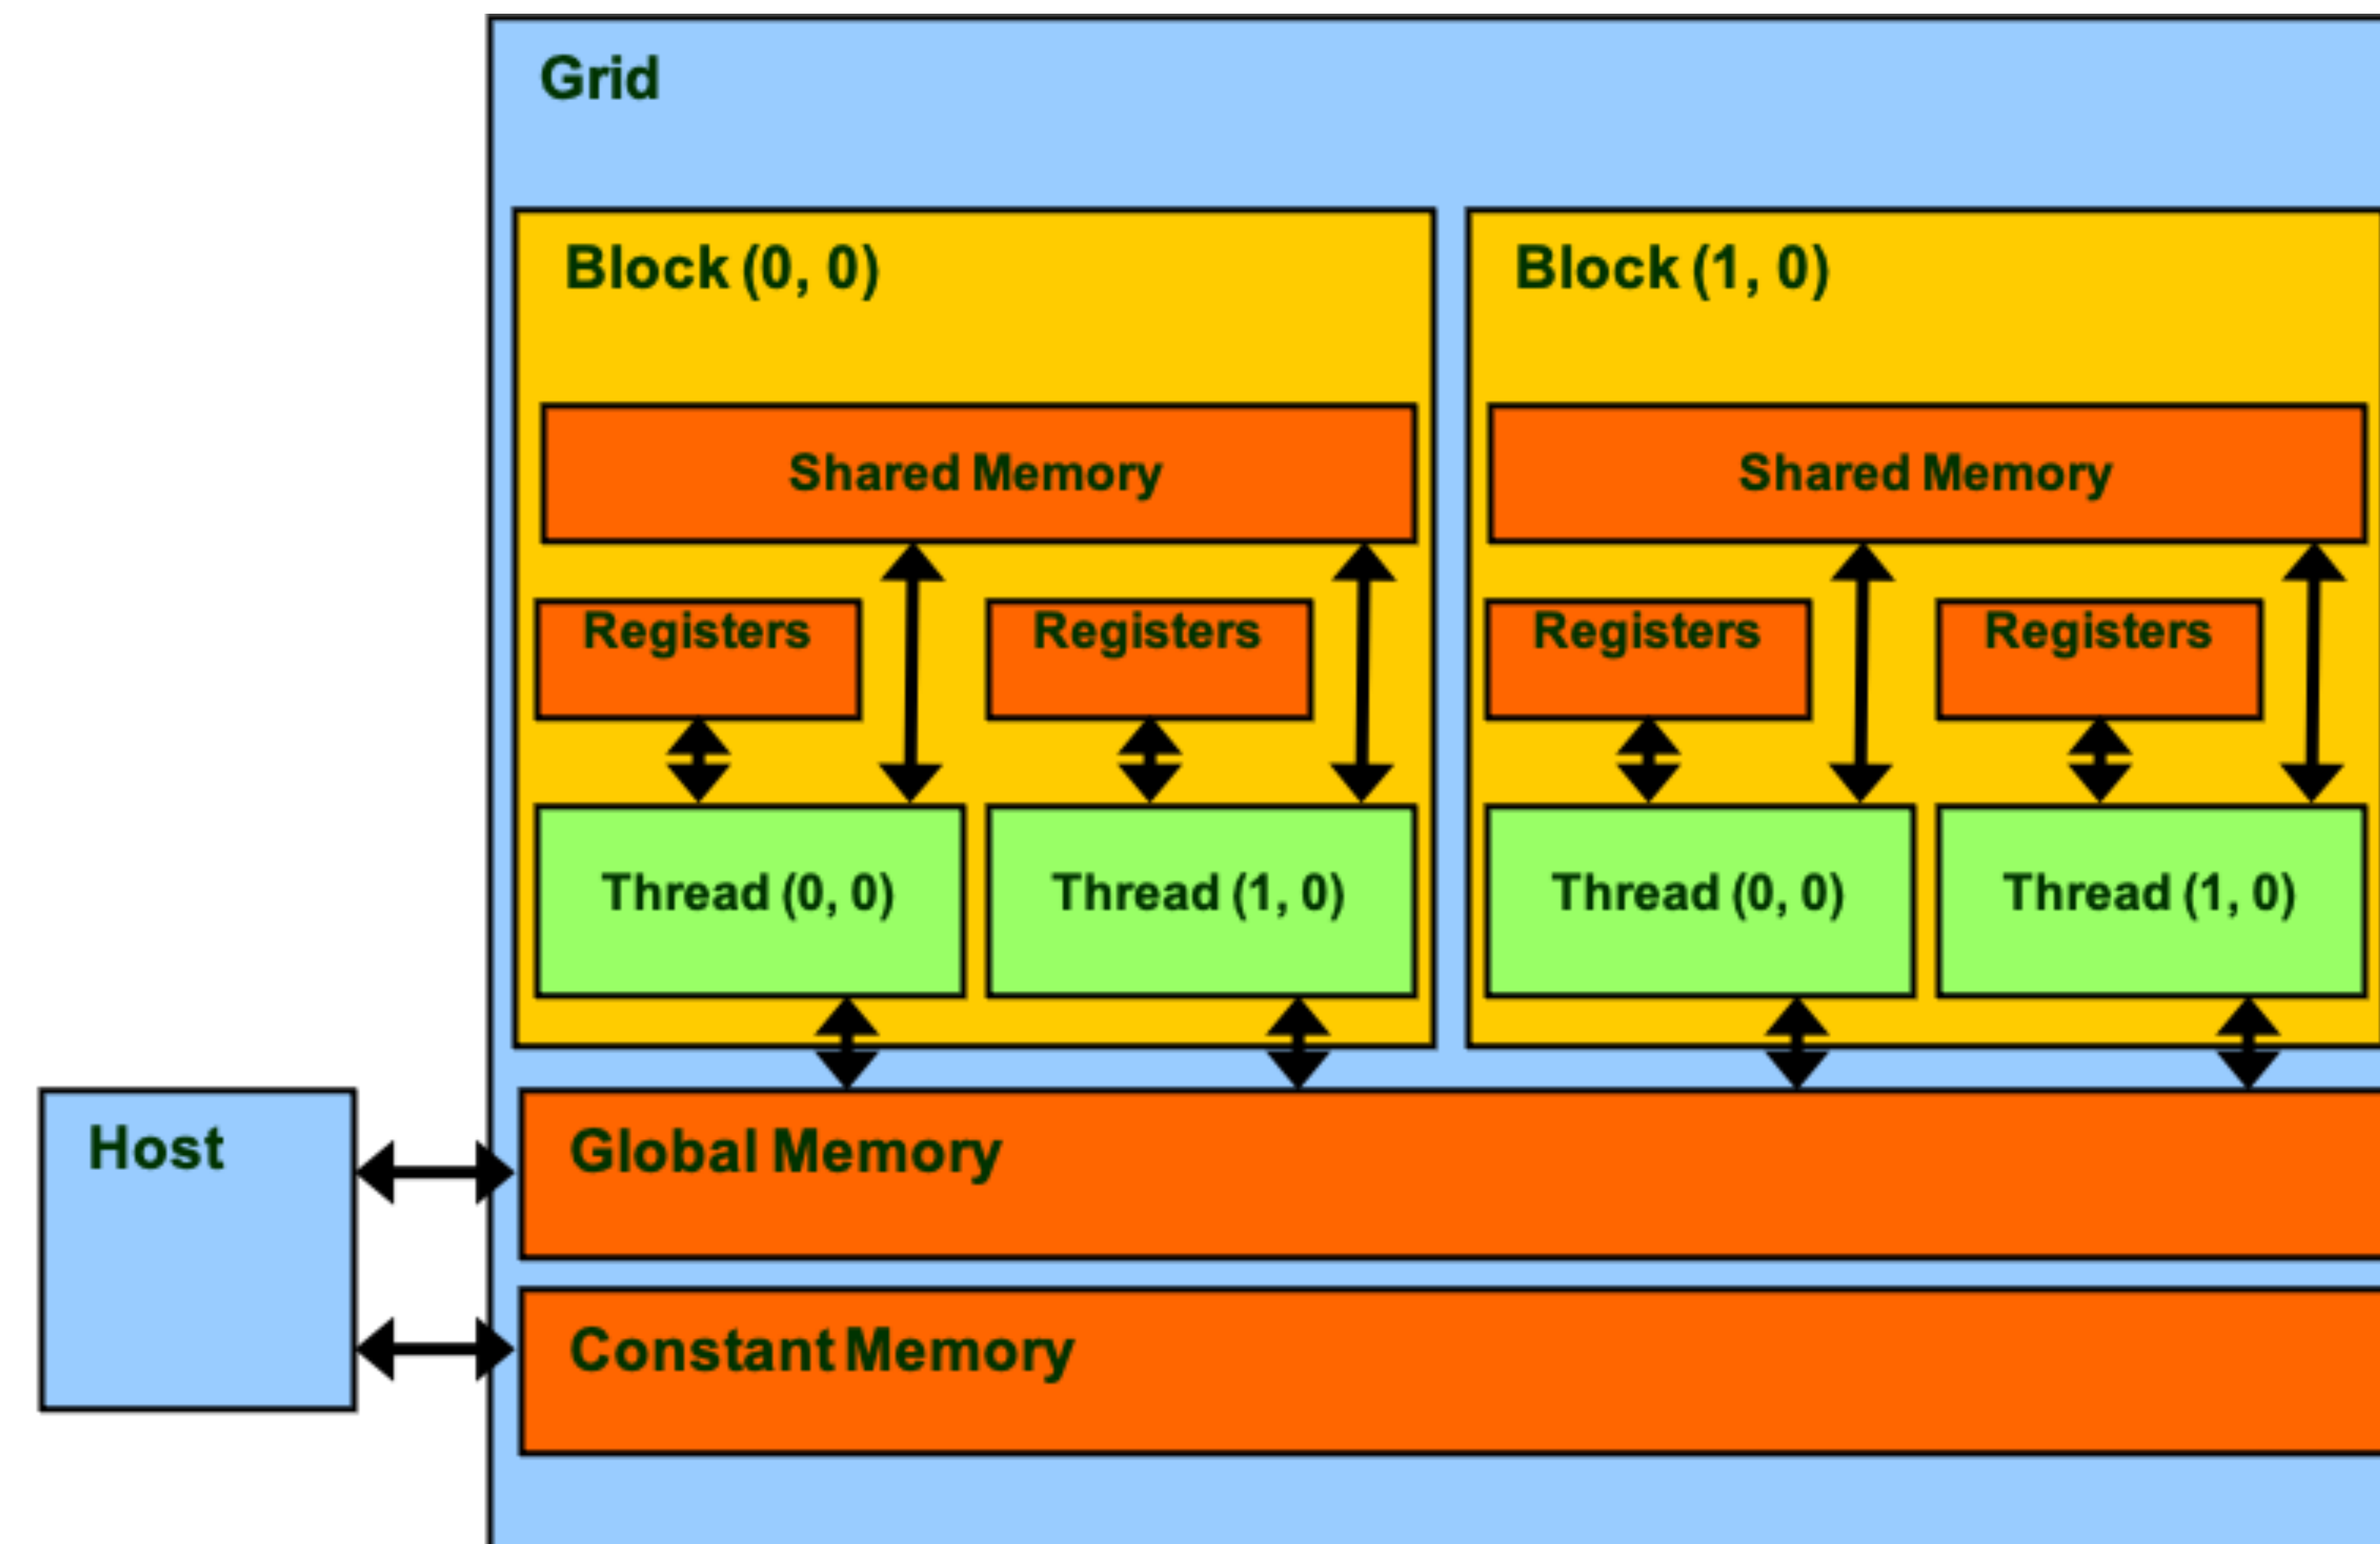 Grid
Block (0, 0)
Block (1, 0)
Shared Memory
Shared Memory
Registers
Registers
Registers
Registers
Thread (0, 0)
Thread (1, 0)
Thread (0, 0)
Thread (1, 0)
Host
Global Memory
Constant Memory